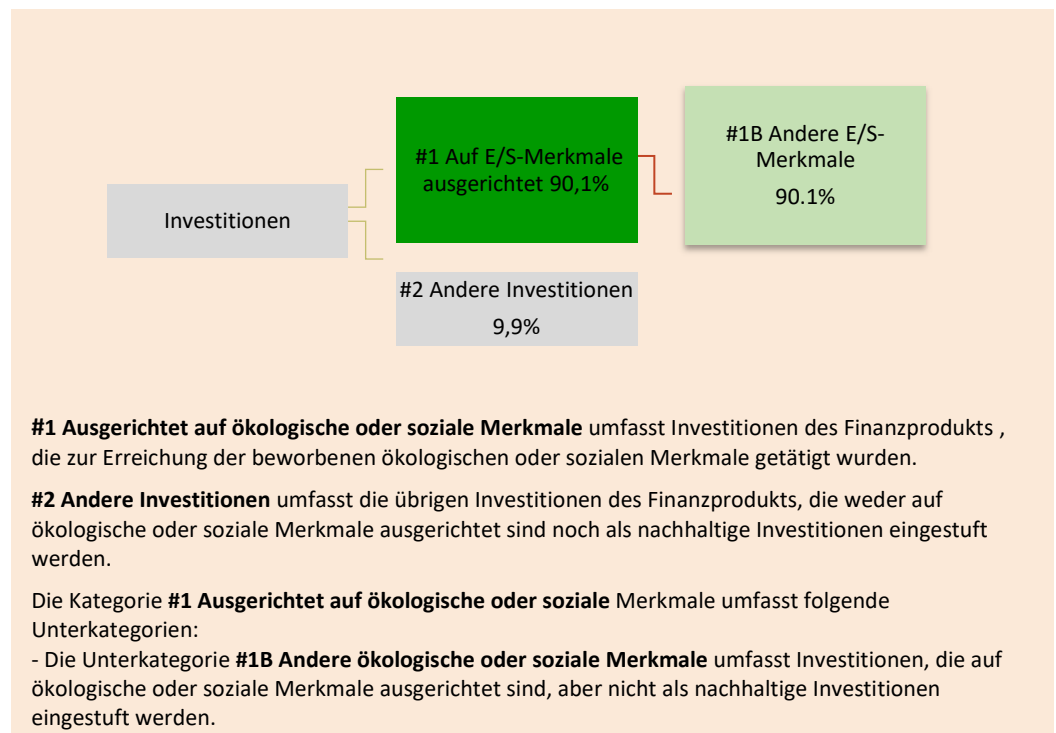 Investitionen
#1 Auf E/S-Merkmale
ausgerichtet 90,1%
#1B Andere E/S-
Merkmale
90.1%
#2 Andere Investitionen
9,9%
#1 Ausgerichtet auf ökologische oder soziale Merkmale umfasst Investitionen des Finanzprodukts ,
die zur Erreichung der beworbenen ökologischen oder sozialen Merkmale getätigt wurden.
#2 Andere Investitionen umfasst die übrigen Investitionen des Finanzprodukts, die weder auf
ökologische oder soziale Merkmale ausgerichtet sind noch als nachhaltige Investitionen eingestuft
werden.
Die Kategorie #1 Ausgerichtet auf ökologische oder soziale Merkmale umfasst folgende
Unterkategorien:
- Die Unterkategorie #1B Andere ökologische oder soziale Merkmale umfasst Investitionen, die auf
ökologische oder soziale Merkmale ausgerichtet sind, aber nicht als nachhaltige Investitionen
eingestuft werden.